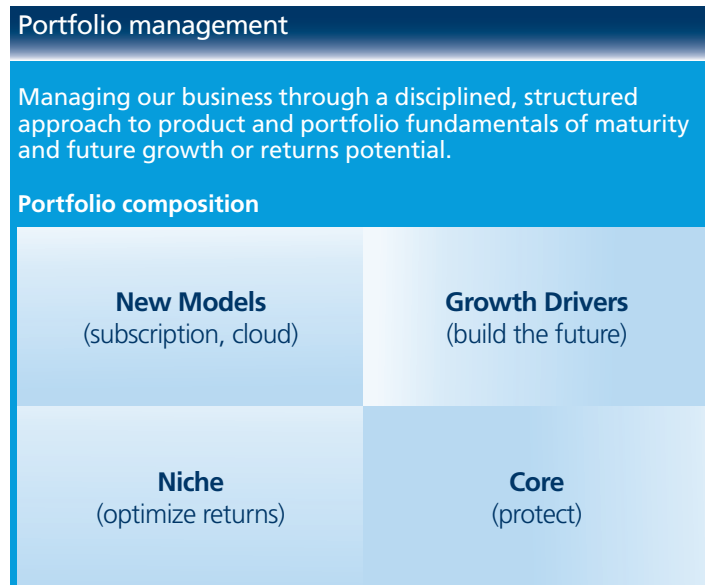 Portfolio management
Managing our business through a disciplined, structured
approach to product and portfolio fundamentals of maturity
and future growth or returns potential.
Portfolio composition
New Models
(subscription, cloud)
Growth Drivers
(build the future)
Niche
(optimize returns)
Core
(protect)